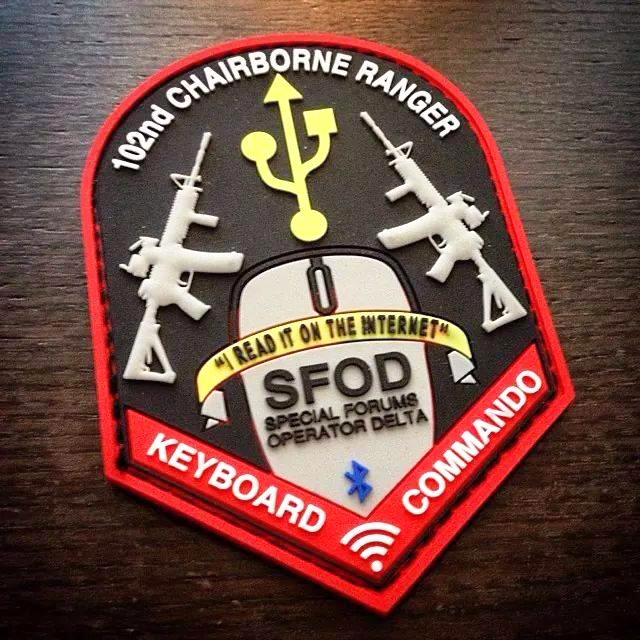 102nd CHAIRBORNE RANGER
"I READ IT ON THE INTERNET"
SFOD
SPECIAL FORUMS
OPERATOR DELTA
KEYBOARD COMMANDO